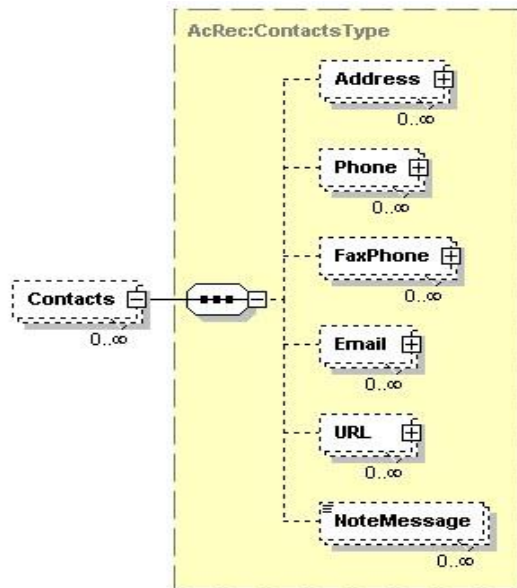 AcRec:ContactsType
Address
0..∞
Phone
0..∞
FaxPhone
0..∞
Contacts
0..∞
Email
0..∞
URL
0..∞
NoteMessage
0..∞